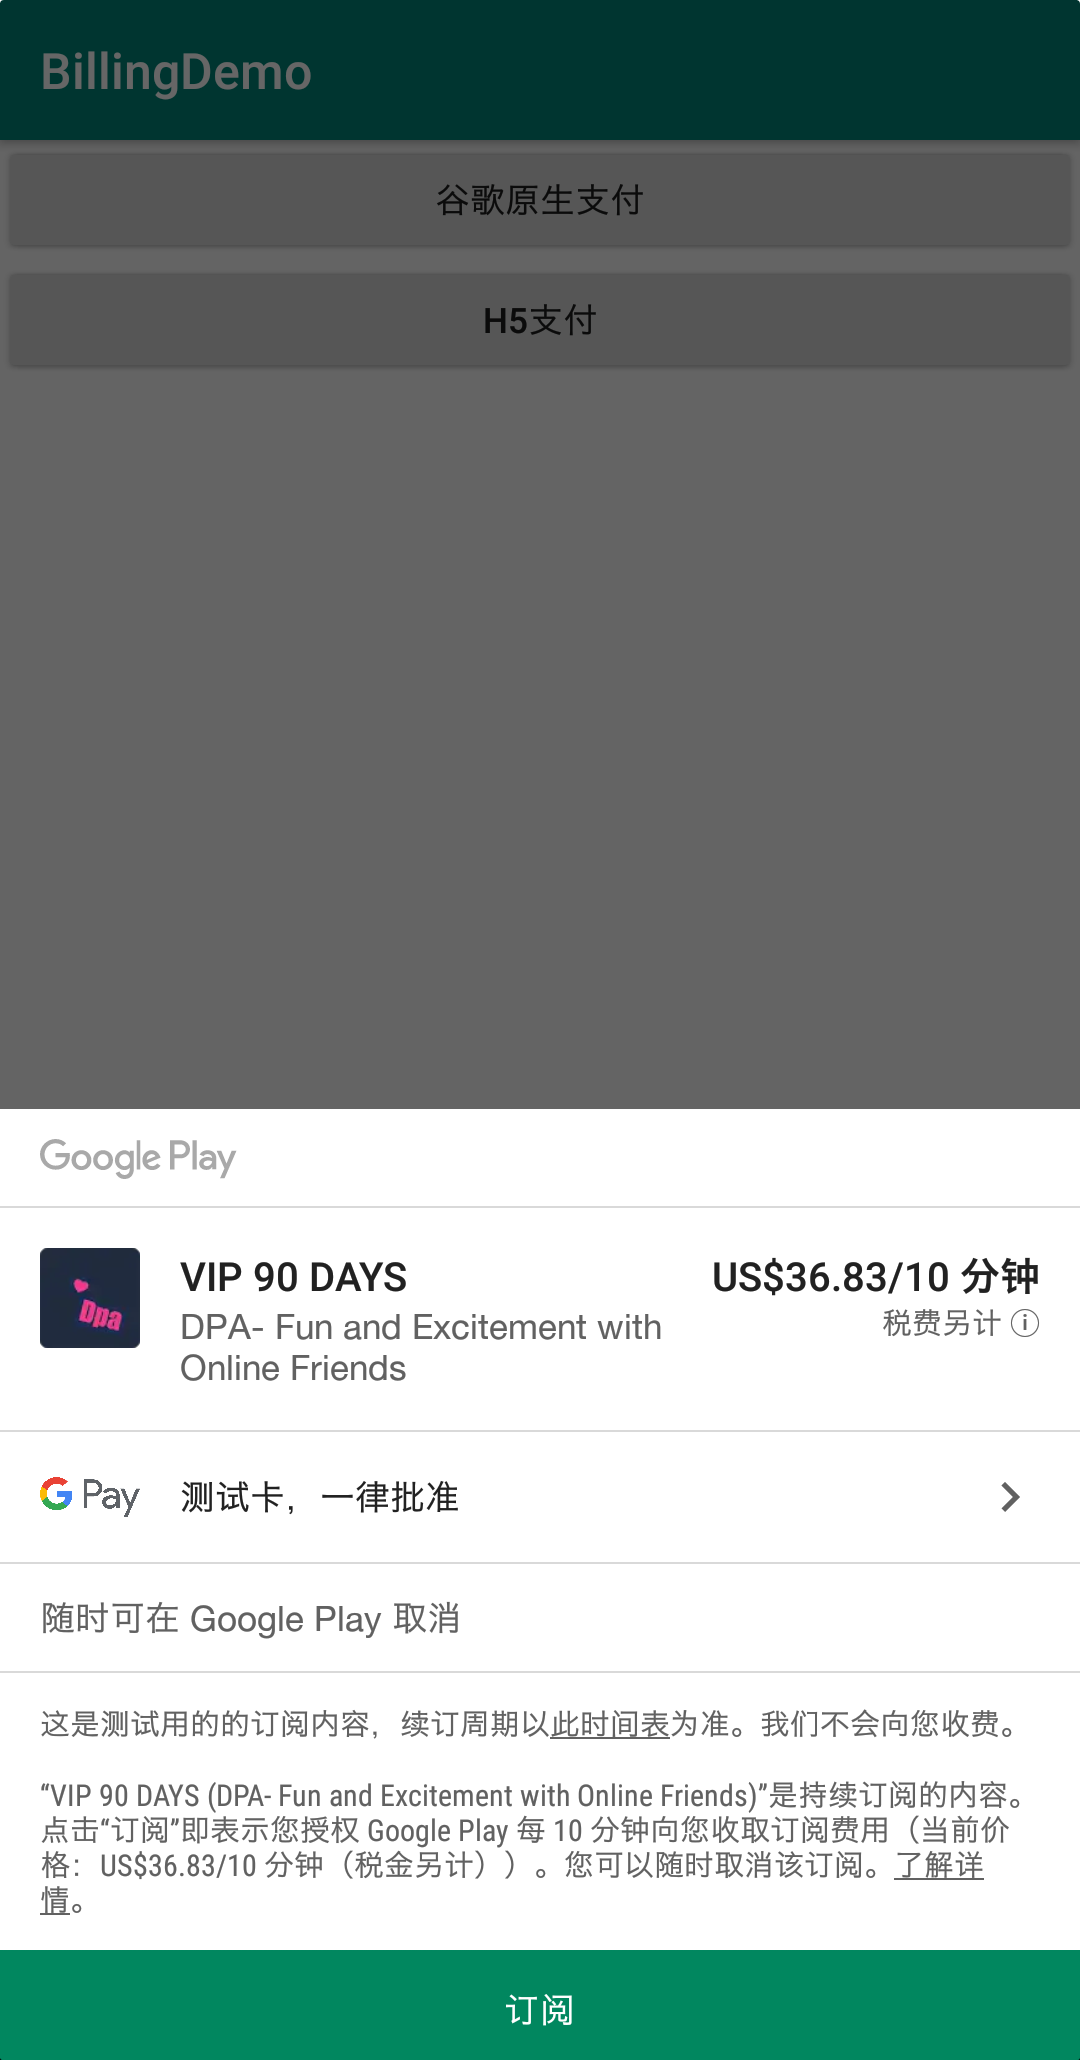 BillingDemo
谷歌原生支付
H5支付
Google Play
Dpa
VIP 90 DAYS
US$36.83/10 分钟
DPA- Fun and Excitement with
Online Friends
税费另计
G Pay
测试卡，一律批准
随时可在 Google Play 取消
这是测试用的的订阅内容，续订周期以此时间表为准。我们不会向您收费。
“VIP 90 DAYS (DPA- Fun and Excitement with Online Friends)”是持续订阅的内容。
点击“订阅”即表示您授权 Google Play 每 10 分钟向您收取订阅费用（当前价
格：US$36.83/10 分钟（税金另计））。您可以随时取消该订阅。了解详
情。
订阅